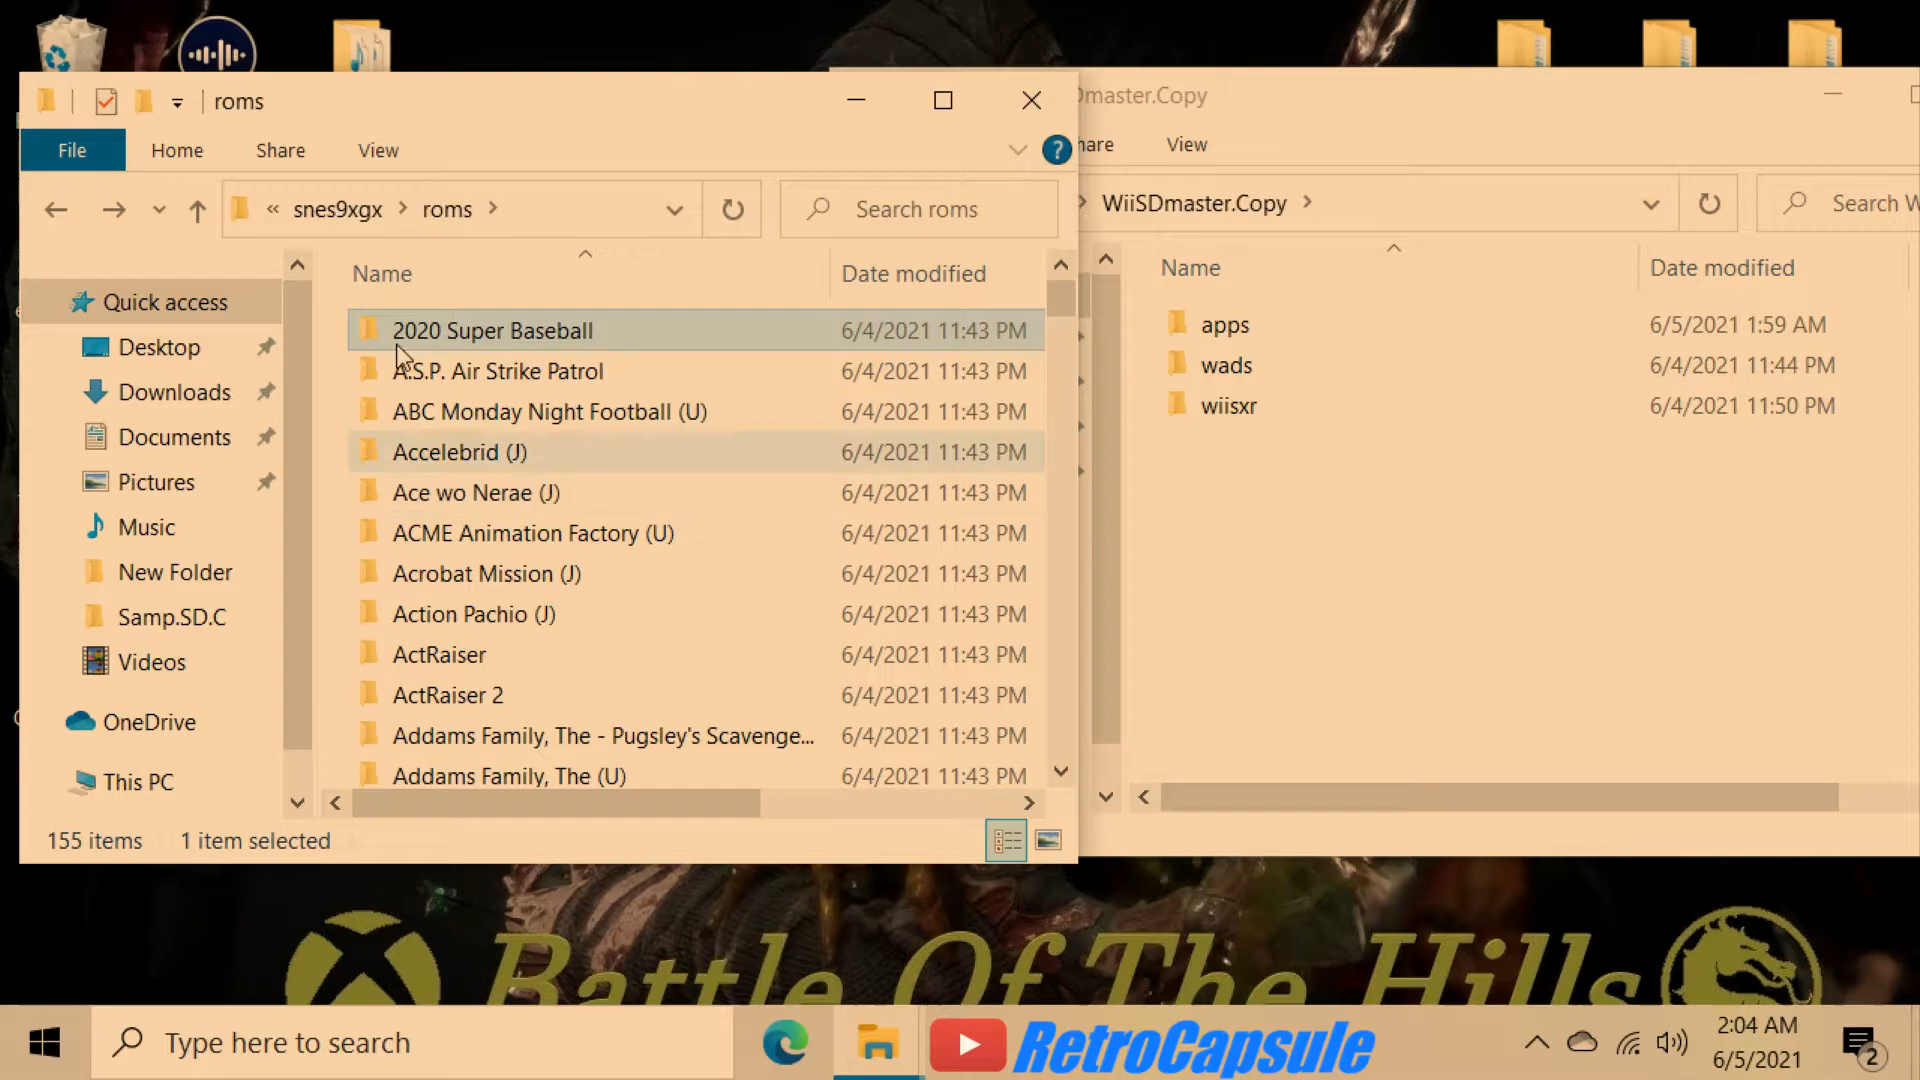 roms
File Home Share View ?
« snes9xgx > roms > Search roms
Name Date modified
Quick access
Desktop
Downloads
Documents
Pictures
Music
New Folder
Samp.SD.C
Videos
OneDrive
This PC
2020 Super Baseball 6/4/2021 11:43 PM
A.S.P. Air Strike Patrol 6/4/2021 11:43 PM
ABC Monday Night Football (U) 6/4/2021 11:43 PM
Accelebrid (J) 6/4/2021 11:43 PM
Ace wo Nerae (J) 6/4/2021 11:43 PM
ACME Animation Factory (U) 6/4/2021 11:43 PM
Acrobat Mission (J) 6/4/2021 11:43 PM
Action Pachio (J) 6/4/2021 11:43 PM
ActRaiser 6/4/2021 11:43 PM
ActRaiser 2 6/4/2021 11:43 PM
Addams Family, The - Pugsley's Scavenge... 6/4/2021 11:43 PM
Addams Family, The (U) 6/4/2021 11:43 PM
155 items 1 item selected
Dmaster.Copy
hare View
> WiiSDmaster.Copy > Search W
Name Date modified
apps 6/5/2021 1:59 AM
wads 6/4/2021 11:44 PM
wiisxr 6/4/2021 11:50 PM
Battle Of The Hills
Type here to search
RetroCapsule
2:04 AM
6/5/2021
2